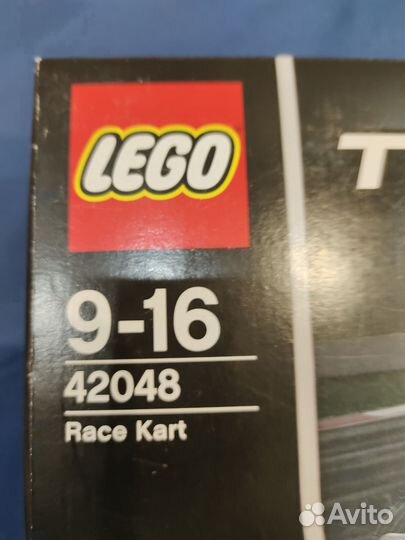 LEGO
T
9-16
42048
Race Kart
Avito